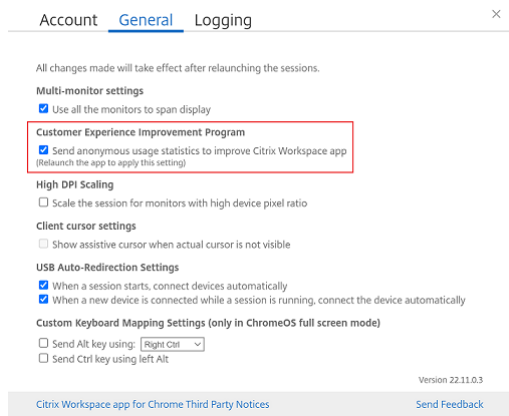 Account General Logging
All changes made will take effect after relaunching the sessions.
Multi-monitor settings
Use all the monitors to span display
Customer Experience Improvement Program
Send anonymous usage statistics to improve Citrix Workspace app
(Relaunch the app to apply this setting)
High DPI Scaling
Scale the session for monitors with high device pixel ratio
Client cursor settings
Show assistive cursor when actual cursor is not visible
USB Auto-Redirection Settings
When a session starts, connect devices automatically
When a new device is connected while a session is running, connect the device automatically
Custom Keyboard Mapping Settings (only in ChromeOS full screen mode)
Send Alt key using: Right Ctrl
Send Ctrl key using left Alt
Version 22.11.0.3
Citrix Workspace app for Chrome Third Party Notices Send Feedback